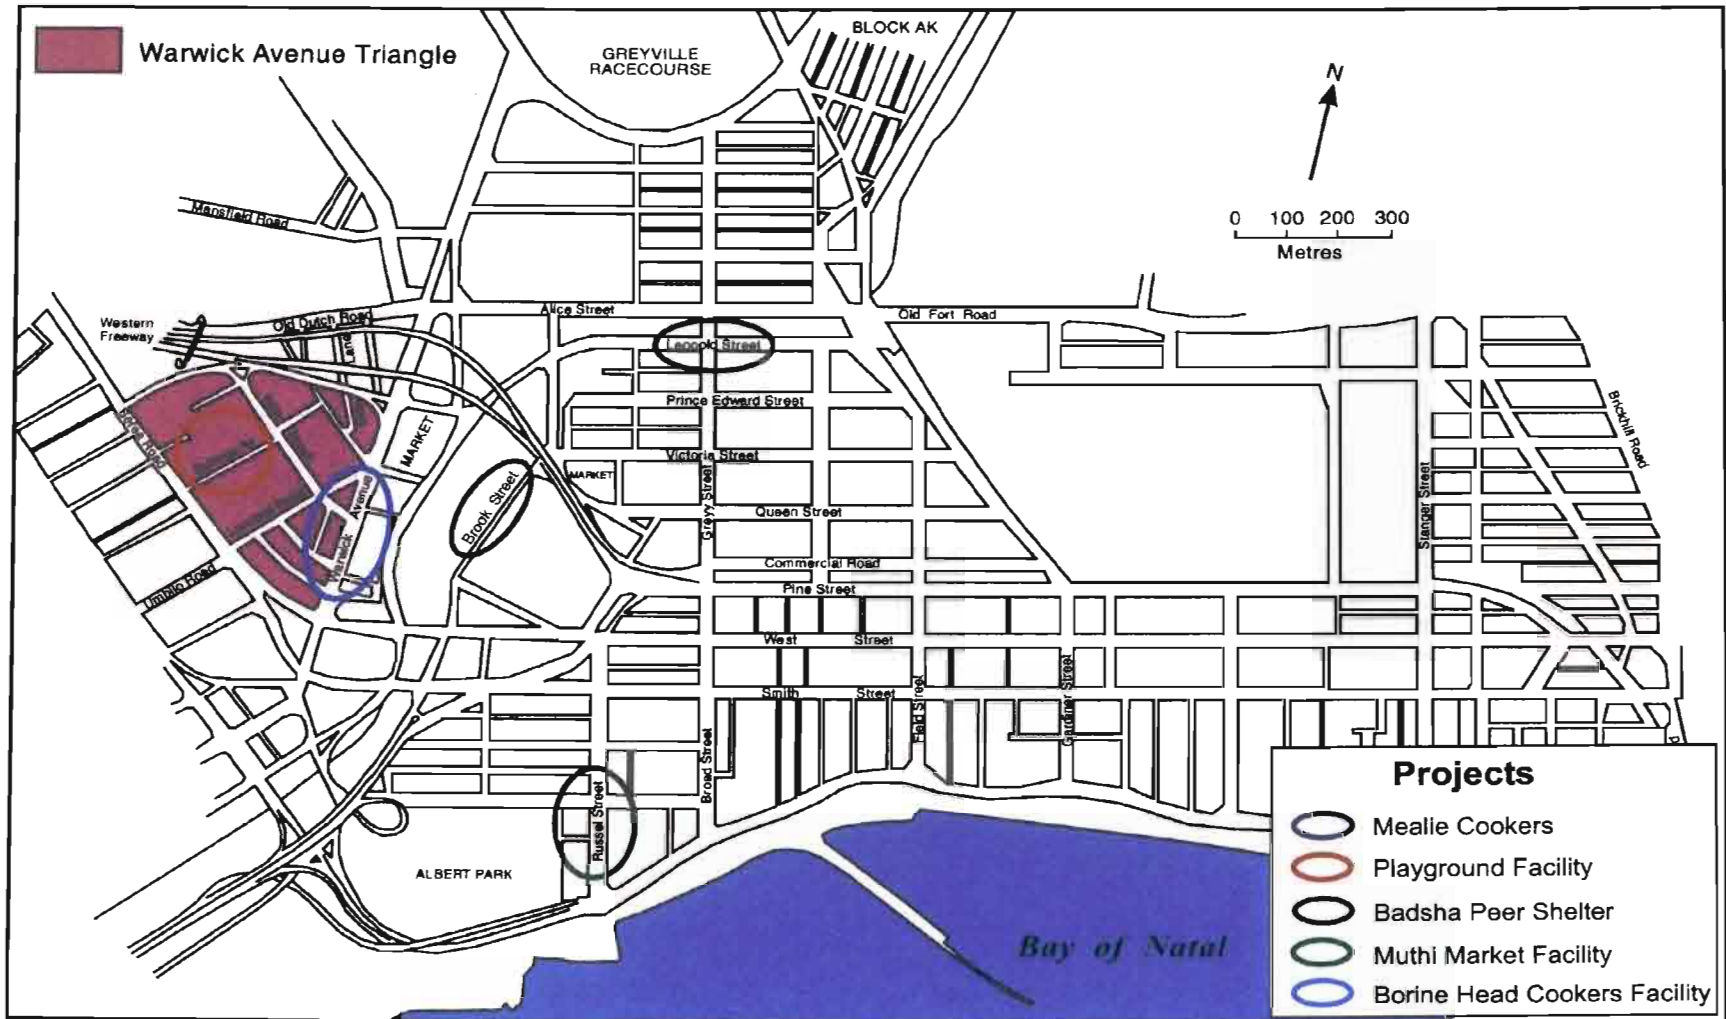 Warwick Avenue Triangle
GREYVILLE
RACECOURSE
BLOCK AK
N
0 100 200 300
Metres
Mansfield Road
Alice Street
Old Fort Road
Western
Freeway
Old Dutch Road
Lane
Leopold Street
Prince Edward Street
Brickhill Road
MARKET
Victoria Street
MARKET
Greyy Street
Stanger Street
Brook Street
Warwick Avenue
Queen Street
Commercial Road
Pine Street
Umbilo Road
West Street
Smith Street
Field Street
Gardiner Street
Broad Street
Russel Street
ALBERT PARK
Bay of Natal
Projects
Mealie Cookers
Playground Facility
Badsha Peer Shelter
Muthi Market Facility
Borine Head Cookers Facility